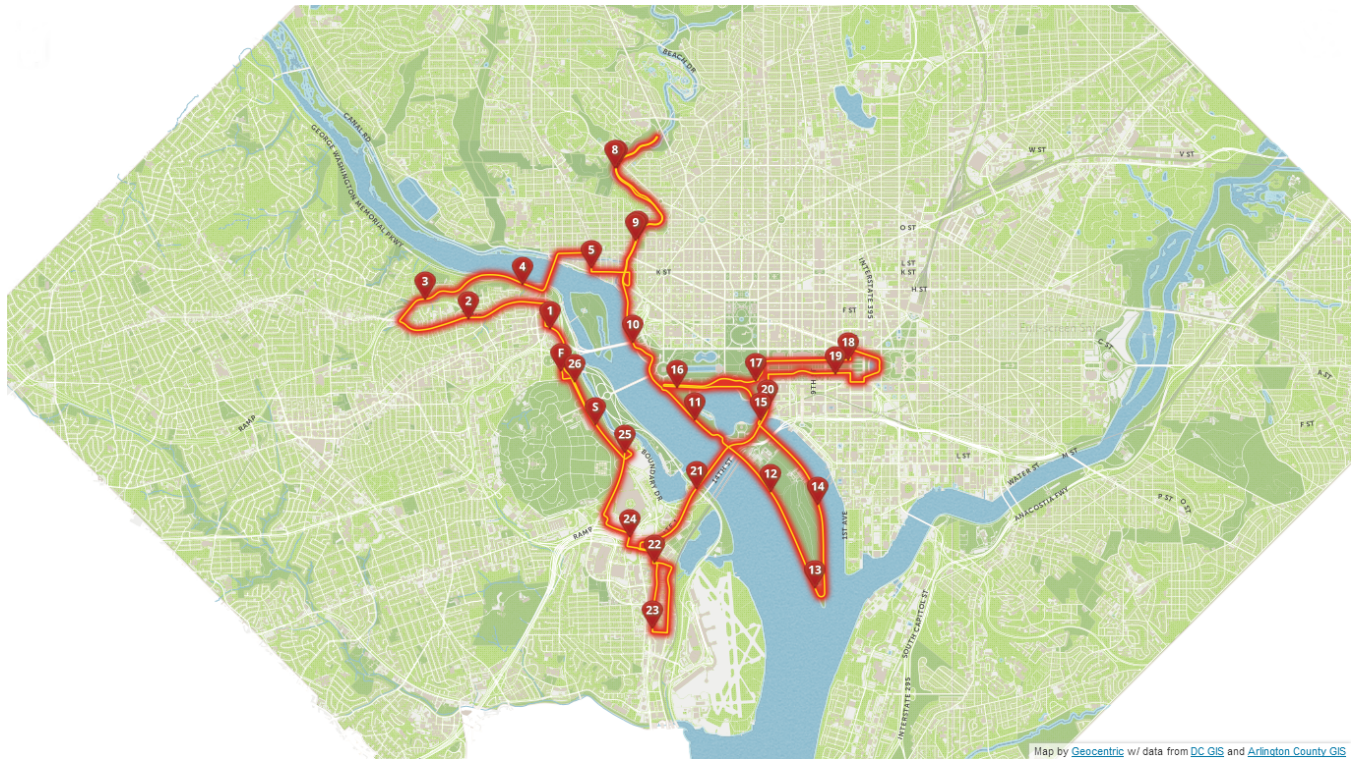 BEACH DR
CANAL RD
GEORGE WASHINGTON MEMORIAL PKWY
8
W ST
V ST
9
O ST
5
4
K ST
L ST
K ST
INTERSTATE 395
H ST
3
2
1
F ST
10
18
C ST
F
26
16
17
19
20
9TH
S
11
15
RAMP
25
BOUNDARY DR
21
14TH ST
12
14
L ST
M ST
WATER ST
ANACOSTIA FWY
P ST
F ST
24
RAMP
22
1ST AVE
13
23
SOUTH CAPITOL ST
INTERSTATE 295
Map by Geocentric w/ data from DC GIS and Arlington County GIS